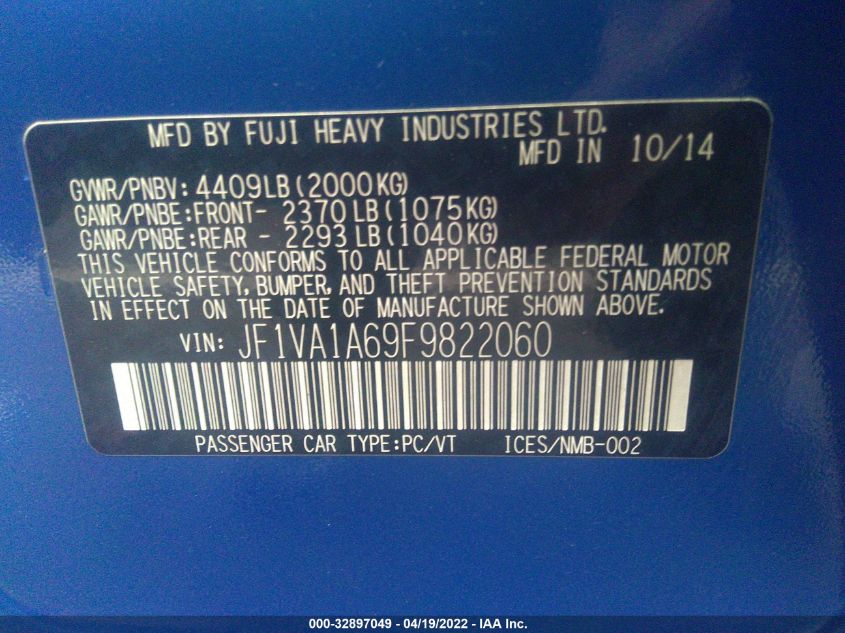 MFD BY FUJI HEAVY INDUSTRIES LTD.
MFD IN 10/14
GVWR/PNBV: 4409LB(2000KG)
GAWR/PNBE:FRONT- 2370LB(1075KG)
GAWR/PNBE:REAR - 2293LB(1040KG)
THIS VEHICLE CONFORMS TO ALL APPLICABLE FEDERAL MOTOR
VEHICLE SAFETY, BUMPER, AND THEFT PREVENTION STANDARDS
IN EFFECT ON THE DATE OF MANUFACTURE SHOWN ABOVE.
VIN: JF1VA1A69F9822060
PASSENGER CAR TYPE:PC/VT ICES/NMB-002
000-32897049 - 04/19/2022 - IAA Inc.